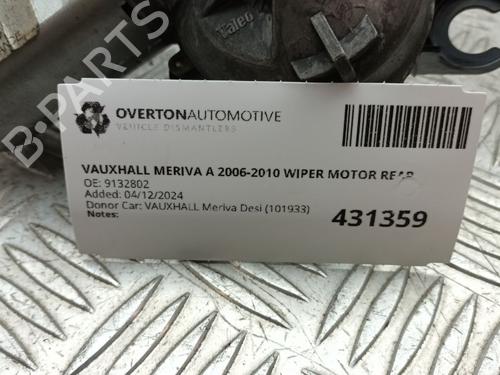 Valeo
B-PARTS
OVERTONAUTOMOTIVE
VEHICLE DISMANTLERS
VAUXHALL MERIVA A 2006-2010 WIPER MOTOR REAR
OE: 9132802
Added: 04/12/2024
Donor Car: VAUXHALL Meriva Desi (101933)
Notes:
431359